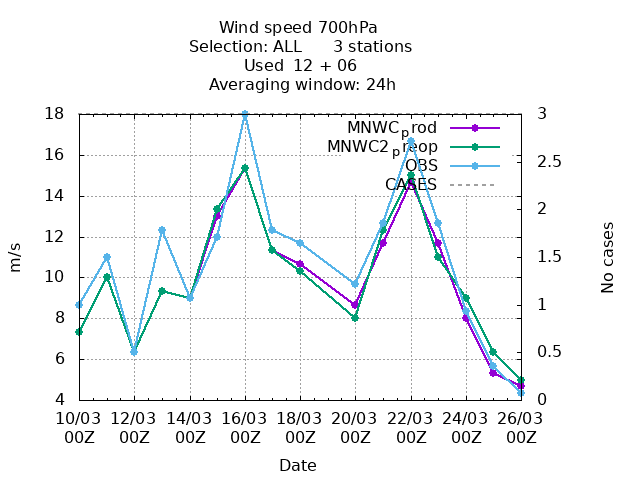 Wind speed 700hPa
Selection: ALL      3 stations
Used  12 + 06
Averaging window: 24h
MNWCprod
MNWC2preop
OBS
CASES
m/s
18
16
14
12
10
8
6
4
No cases
3
2.5
2
1.5
1
0.5
0
10/03 12/03 14/03 16/03 18/03 20/03 22/03 24/03 26/03
00Z 00Z 00Z 00Z 00Z 00Z 00Z 00Z 00Z
Date